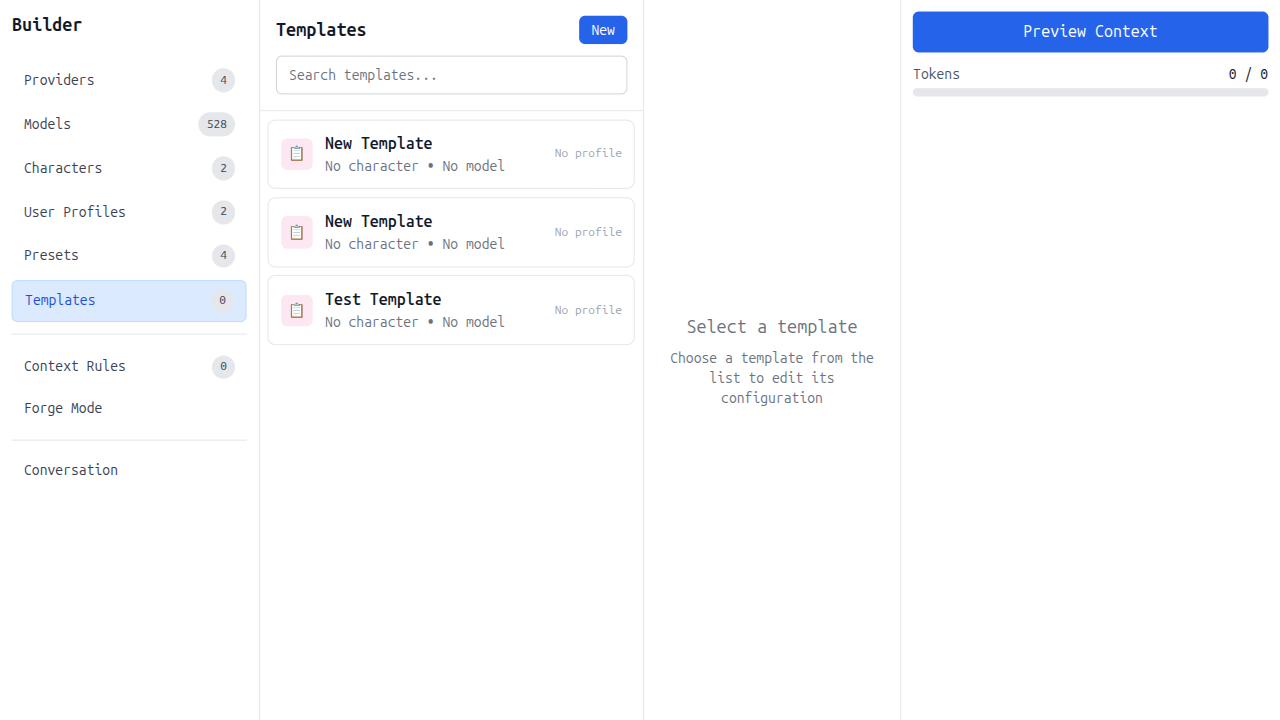 Builder
Providers 4
Models 528
Characters 2
User Profiles 2
Presets 4
Templates 0
Context Rules 0
Forge Mode
Conversation
Templates New
Search templates...
New Template
No character • No model
No profile
New Template
No character • No model
No profile
Test Template
No character • No model
No profile
Select a template
Choose a template from the
list to edit its
configuration
Preview Context
Tokens 0 / 0